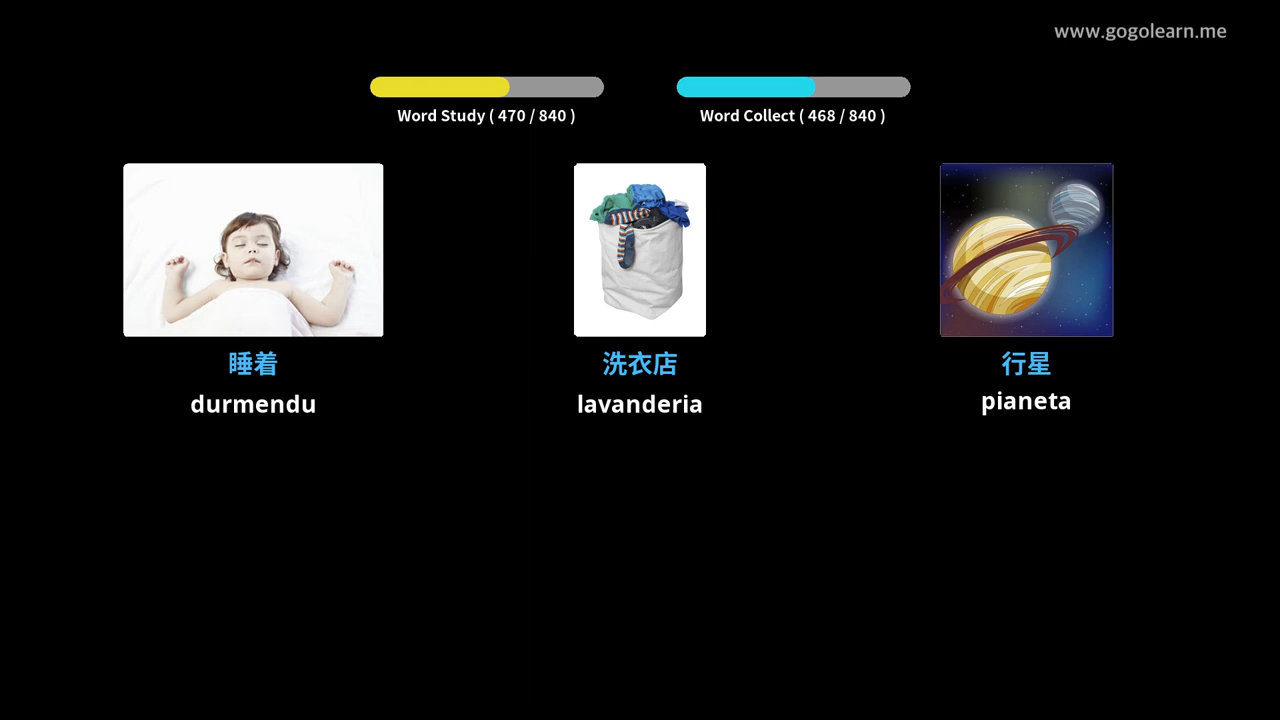 www.gogolearn.me
Word Study ( 470 / 840 )
Word Collect ( 468 / 840 )
睡着
durmendu
洗衣店
lavanderia
行星
pianeta